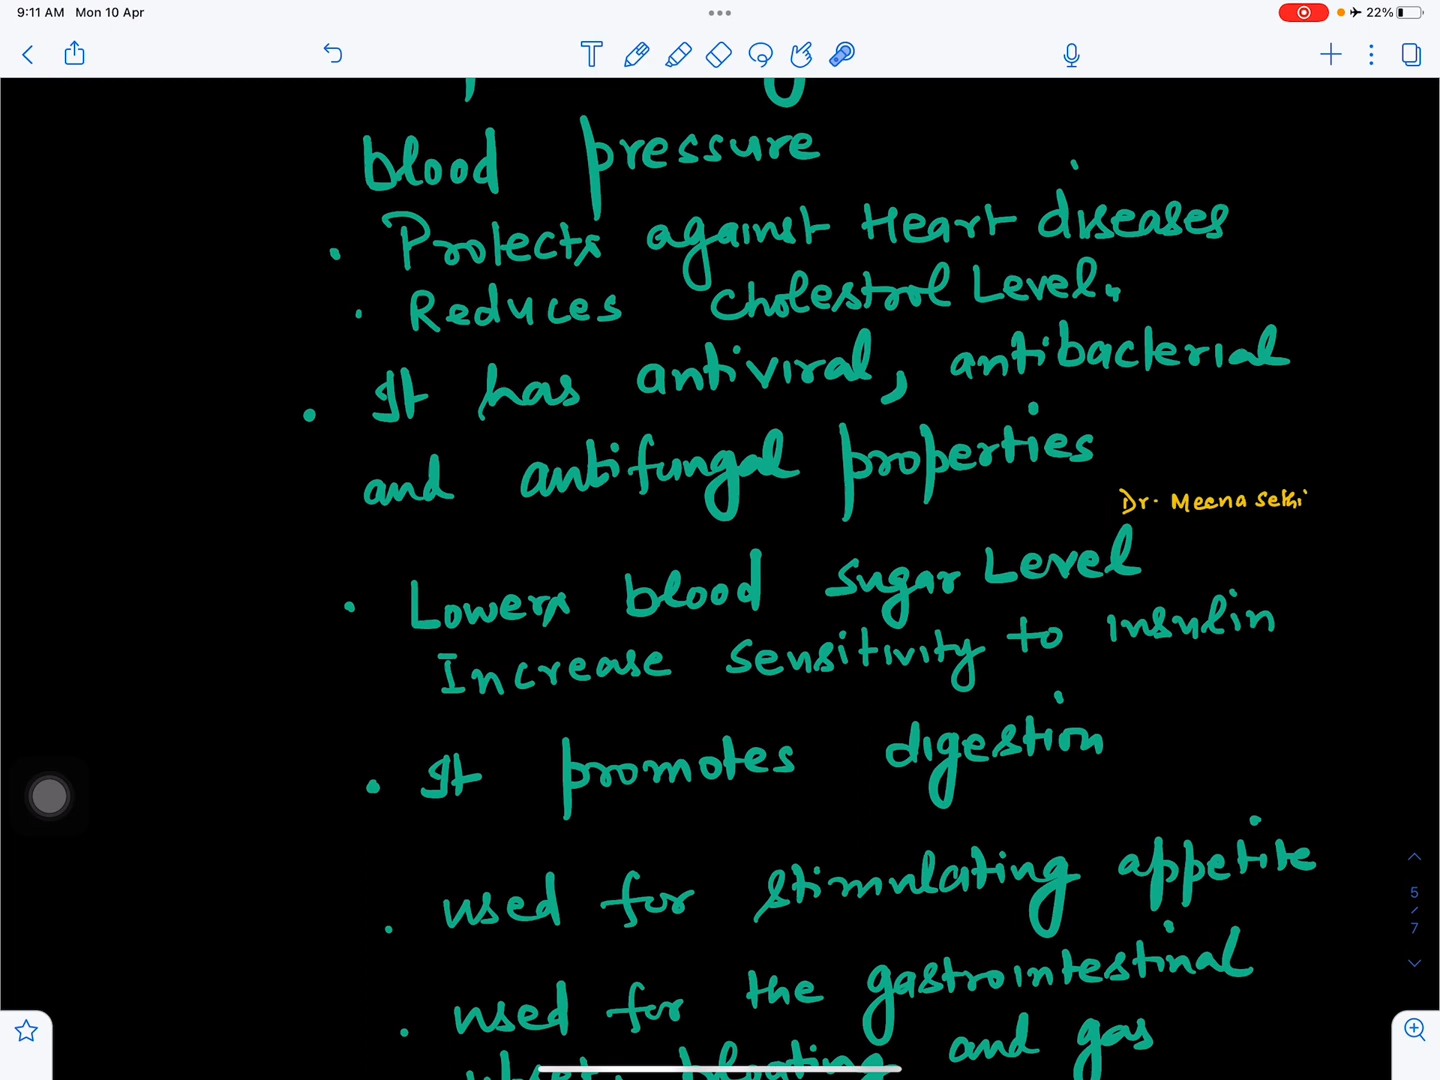 9:11 AM Mon 10 Apr
22%
blood pressure
• Protects against Heart diseases
• Reduces Cholestrol Level.
• It has antiviral, antibacterial
and antifungal properties
Dr. Meena Sethi
• Lowers blood sugar Level
Increase sensitivity to insulin
• It promotes digestion
• used for stimulating appetite
• used for the gastrointestinal
bloating and gas
5
/
7